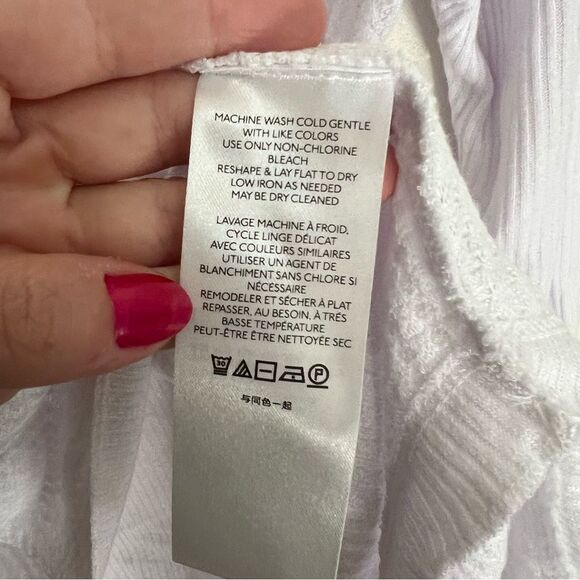 MACHINE WASH COLD GENTLE
WITH LIKE COLORS
USE ONLY NON-CHLORINE
BLEACH
RESHAPE & LAY FLAT TO DRY
LOW IRON AS NEEDED
MAY BE DRY CLEANED
LAVAGE MACHINE À FROID,
CYCLE LINGE DÉLICAT
AVEC COULEURS SIMILAIRES
UTILISER UN AGENT DE
BLANCHIMENT SANS CHLORE SI
NÉCESSAIRE
REMODELER ET SÉCHER À PLAT
REPASSER, AU BESOIN, À TRÉS
BASSE TEMPÉRATURE
PEUT-ÊTRE ÊTRE NETTOYÉE SEC
30 P
与同色一起